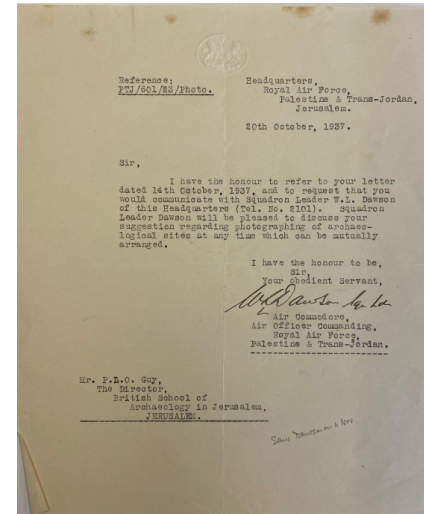 Reference:
PTJ/601/23/Photo.
Headquarters,
Royal Air Force,
Palestine & Trans-Jordan,
Jerusalem.
20th October, 1937.
Sir,
I have the honour to refer to your letter
dated 14th October, 1937, and to request that you
would communicate with Squadron Leader W.L. Dawson
of this Headquarters (Tel. No. 2101). Squadron
Leader Dawson will be pleased to discuss your
suggestion regarding photographing of archaeo-
logical sites at any time which can be mutually
arranged.
I have the honour to be,
Sir,
Your obedient Servant,
WLDawson
Air Commodore,
Air Officer Commanding,
Royal Air Force,
Palestine & Trans-Jordan.
Mr. P.L.O. Guy,
The Director,
British School of
Archaeology in Jerusalem,
JERUSALEM.
Saw Dawson